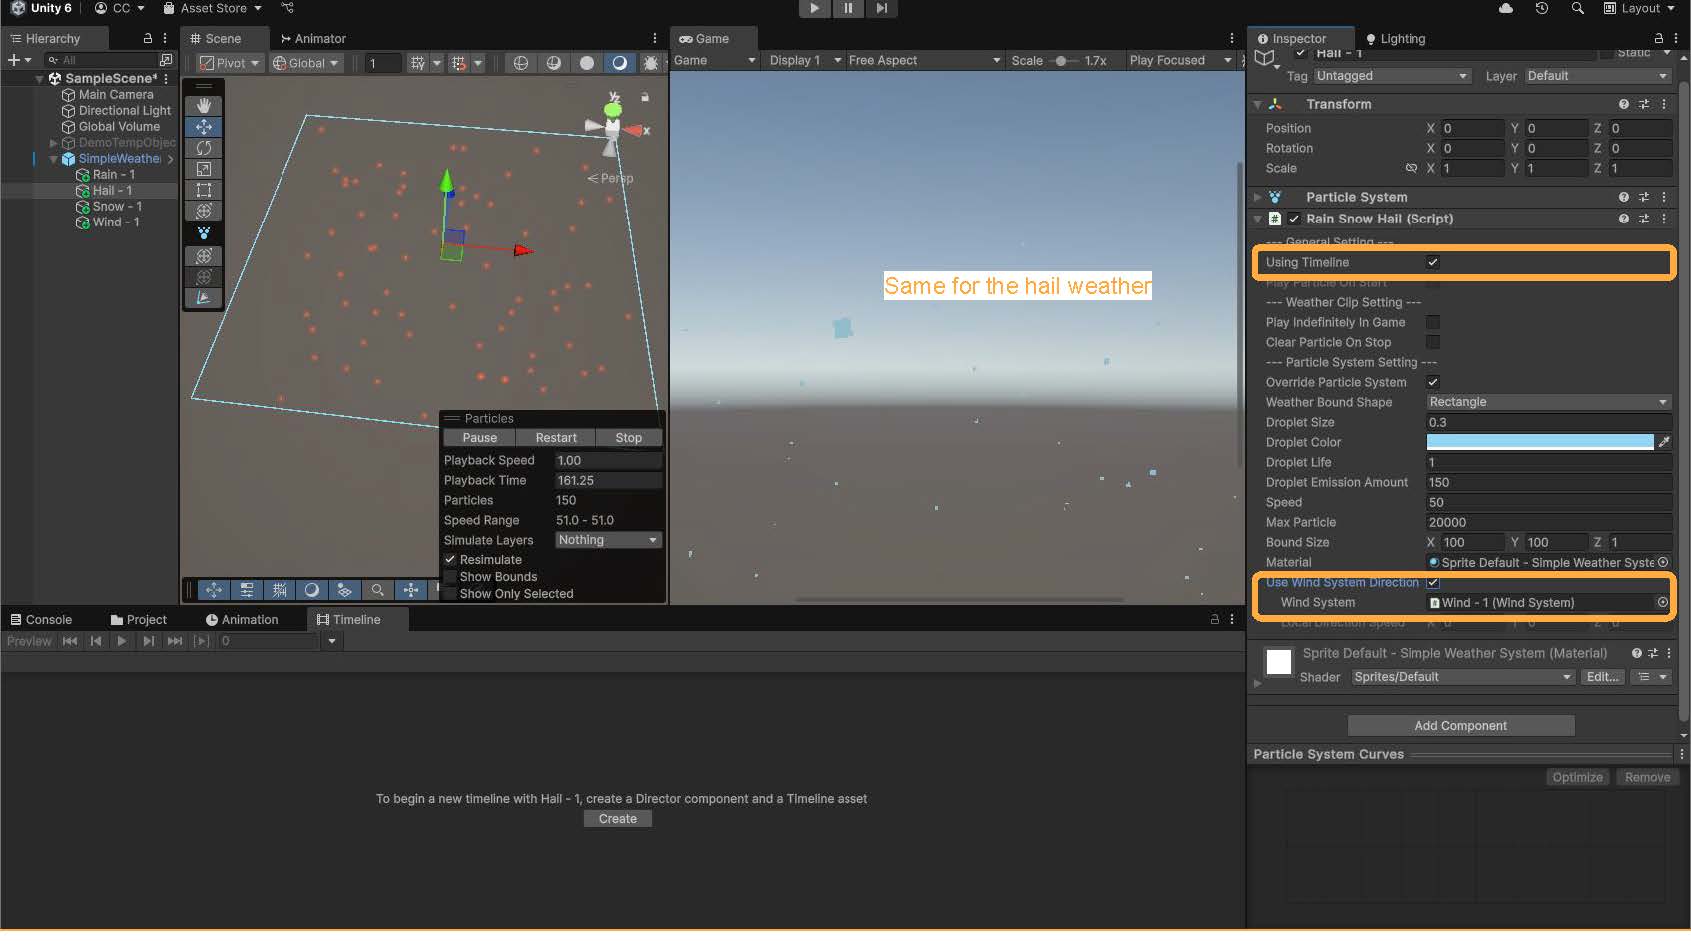 Unity 6 CC Asset Store Layout
Hierarchy Scene Animator Game Inspector Lighting
All Pivot Global 1 Game Display 1 Free Aspect Scale 1.7x Play Focused Hail - 1 Static
Tag Untagged Layer Default
SampleScene*
Main Camera
Directional Light
Global Volume
DemoTempObjec
SimpleWeather
Rain - 1
Hail - 1
Snow - 1
Wind - 1
y
z
x
Persp
Particles
Pause Restart Stop
Playback Speed 1.00
Playback Time 161.25
Particles 150
Speed Range 51.0 - 51.0
Simulate Layers Nothing
Resimulate
Show Bounds
Show Only Selected
Same for the hail weather
Transform
Position X 0 Y 0 Z 0
Rotation X 0 Y 0 Z 0
Scale X 1 Y 1 Z 1
Particle System
# Rain Snow Hail (Script)
--- General Setting ---
Using Timeline
Play Particle On Start
--- Weather Clip Setting ---
Play Indefinitely In Game
Clear Particle On Stop
--- Particle System Setting ---
Override Particle System
Weather Bound Shape Rectangle
Droplet Size 0.3
Droplet Color
Droplet Life 1
Droplet Emission Amount 150
Speed 50
Max Particle 20000
Bound Size X 100 Y 100 Z 1
Material Sprite Default - Simple Weather Syste
Use Wind System Direction
Wind System Wind - 1 (Wind System)
Local Direction Speed X 0 Y 0 Z 0
Sprite Default - Simple Weather System (Material)
Shader Sprites/Default Edit...
Add Component
Particle System Curves
Optimize Remove
Console Project Animation Timeline
Preview 0
To begin a new timeline with Hail - 1, create a Director component and a Timeline asset
Create